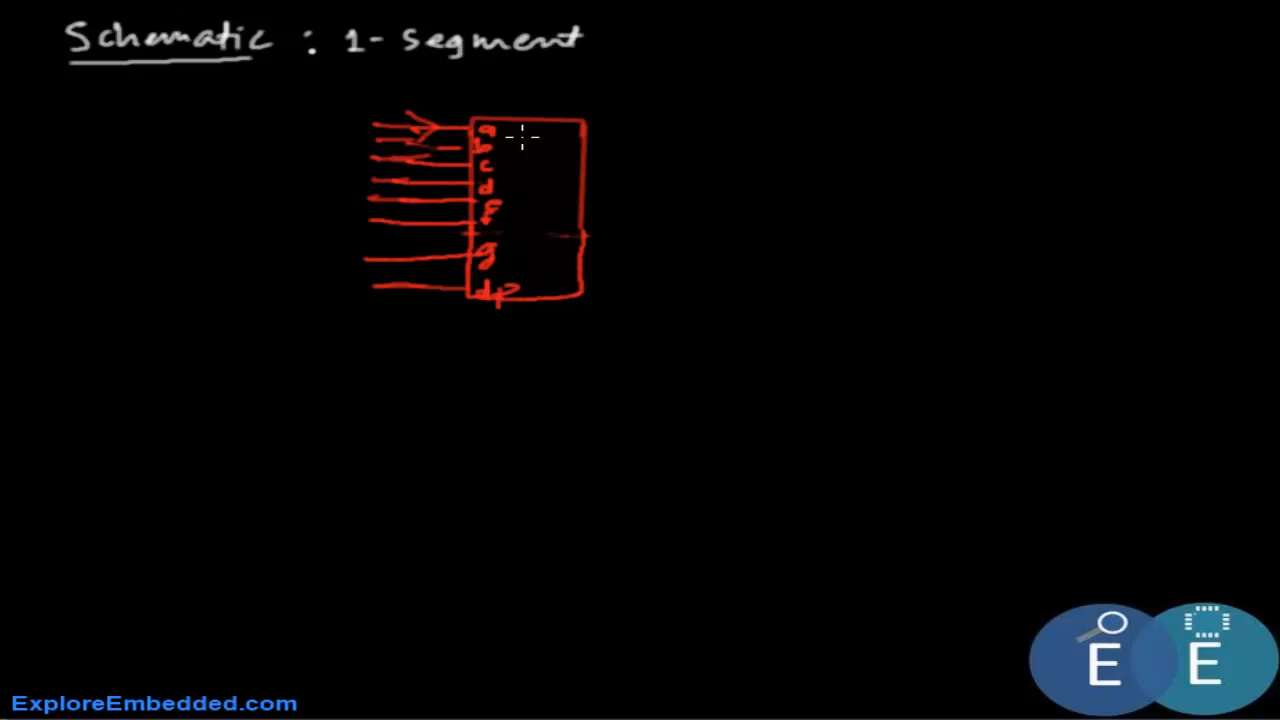 Schematic : 1 - segment
a
b
c
d
f
g
dp
E E
ExploreEmbedded.com